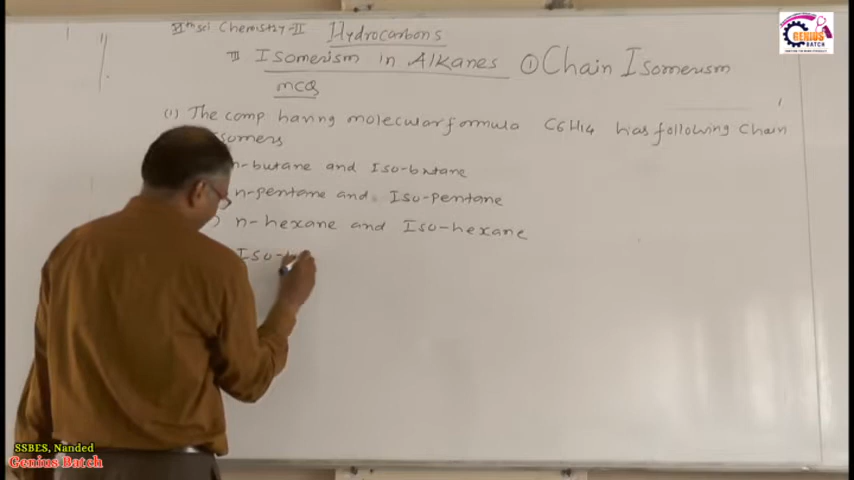 XIth sci Chemistry-II Hydrocarbons
III Isomerism in Alkanes ① Chain Isomerism
MCQ
(1) The comp having molecular formula C6H14 has following chain
isomers
n-butane and Iso-butane
n-pentane and Iso-pentane
) n-hexane and Iso-hexane
Iso-
GENIUS
BATCH
SSBES, Nanded
Genius Batch